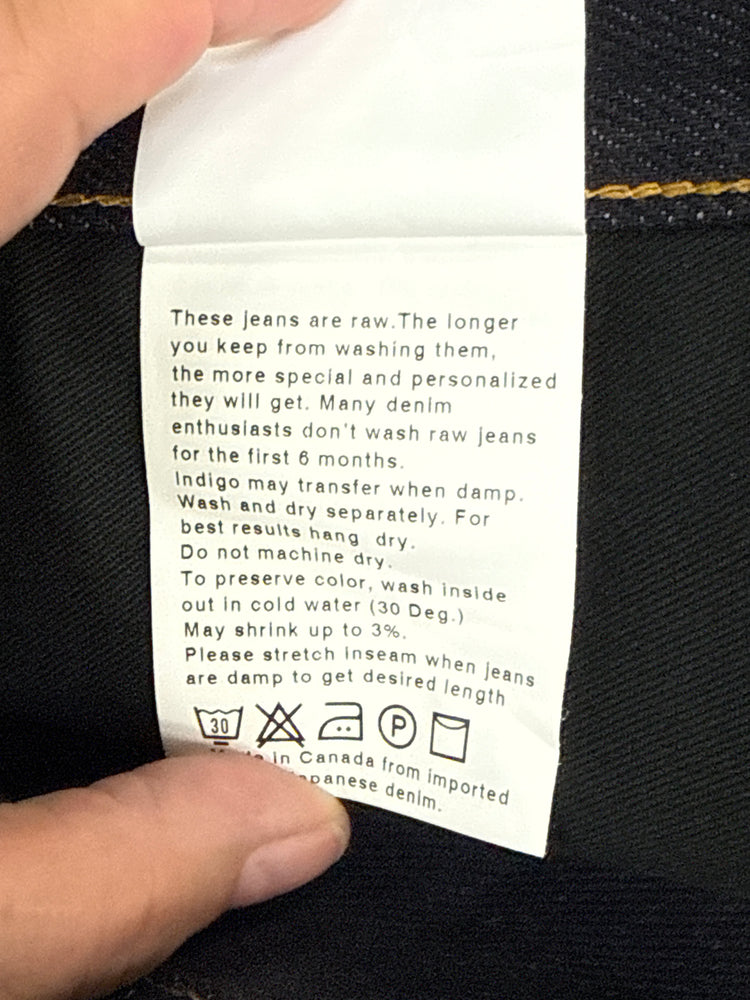 These jeans are raw.The longer
you keep from washing them,
the more special and personalized
they will get. Many denim
enthusiasts don't wash raw jeans
for the first 6 months.
Indigo may transfer when damp.
Wash and dry separately. For
best results hang dry.
Do not machine dry.
To preserve color, wash inside
out in cold water (30 Deg.)
May shrink up to 3%.
Please stretch inseam when jeans
are damp to get desired length
30 P
in Canada from imported
denim.